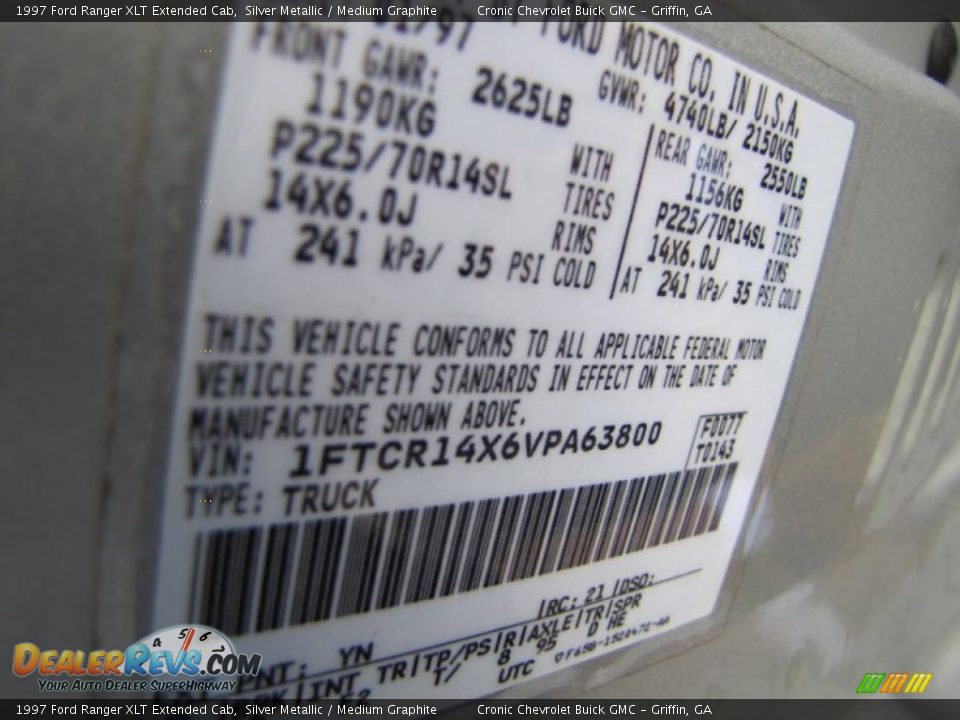 1997 Ford Ranger XLT Extended Cab, Silver Metallic / Medium Graphite Cronic Chevrolet Buick GMC - Griffin, GA
FORD MOTOR CO. IN U.S.A.
FRONT GAWR: 2625LB
1190KG
P225/70R14SL WITH TIRES
14X6.0J RIMS
AT 241 kPa/ 35 PSI COLD
GVWR: 4740LB/ 2150KG
REAR GAWR: 2550LB
1156KG WITH
P225/70R14SL TIRES
14X6.0J RIMS
AT 241 kPa/ 35 PSI COLD
THIS VEHICLE CONFORMS TO ALL APPLICABLE FEDERAL MOTOR
VEHICLE SAFETY STANDARDS IN EFFECT ON THE DATE OF
MANUFACTURE SHOWN ABOVE.
VIN: 1FTCR14X6VPA63800
F0077
T0143
TYPE: TRUCK
YN RC: 21 DSO:
INT TR TP/PS R AXLE TR SPR
T/ 8 95 D HE
UTC
DealerRevs.com
Your Auto Dealer SuperHighway
1997 Ford Ranger XLT Extended Cab, Silver Metallic / Medium Graphite Cronic Chevrolet Buick GMC - Griffin, GA